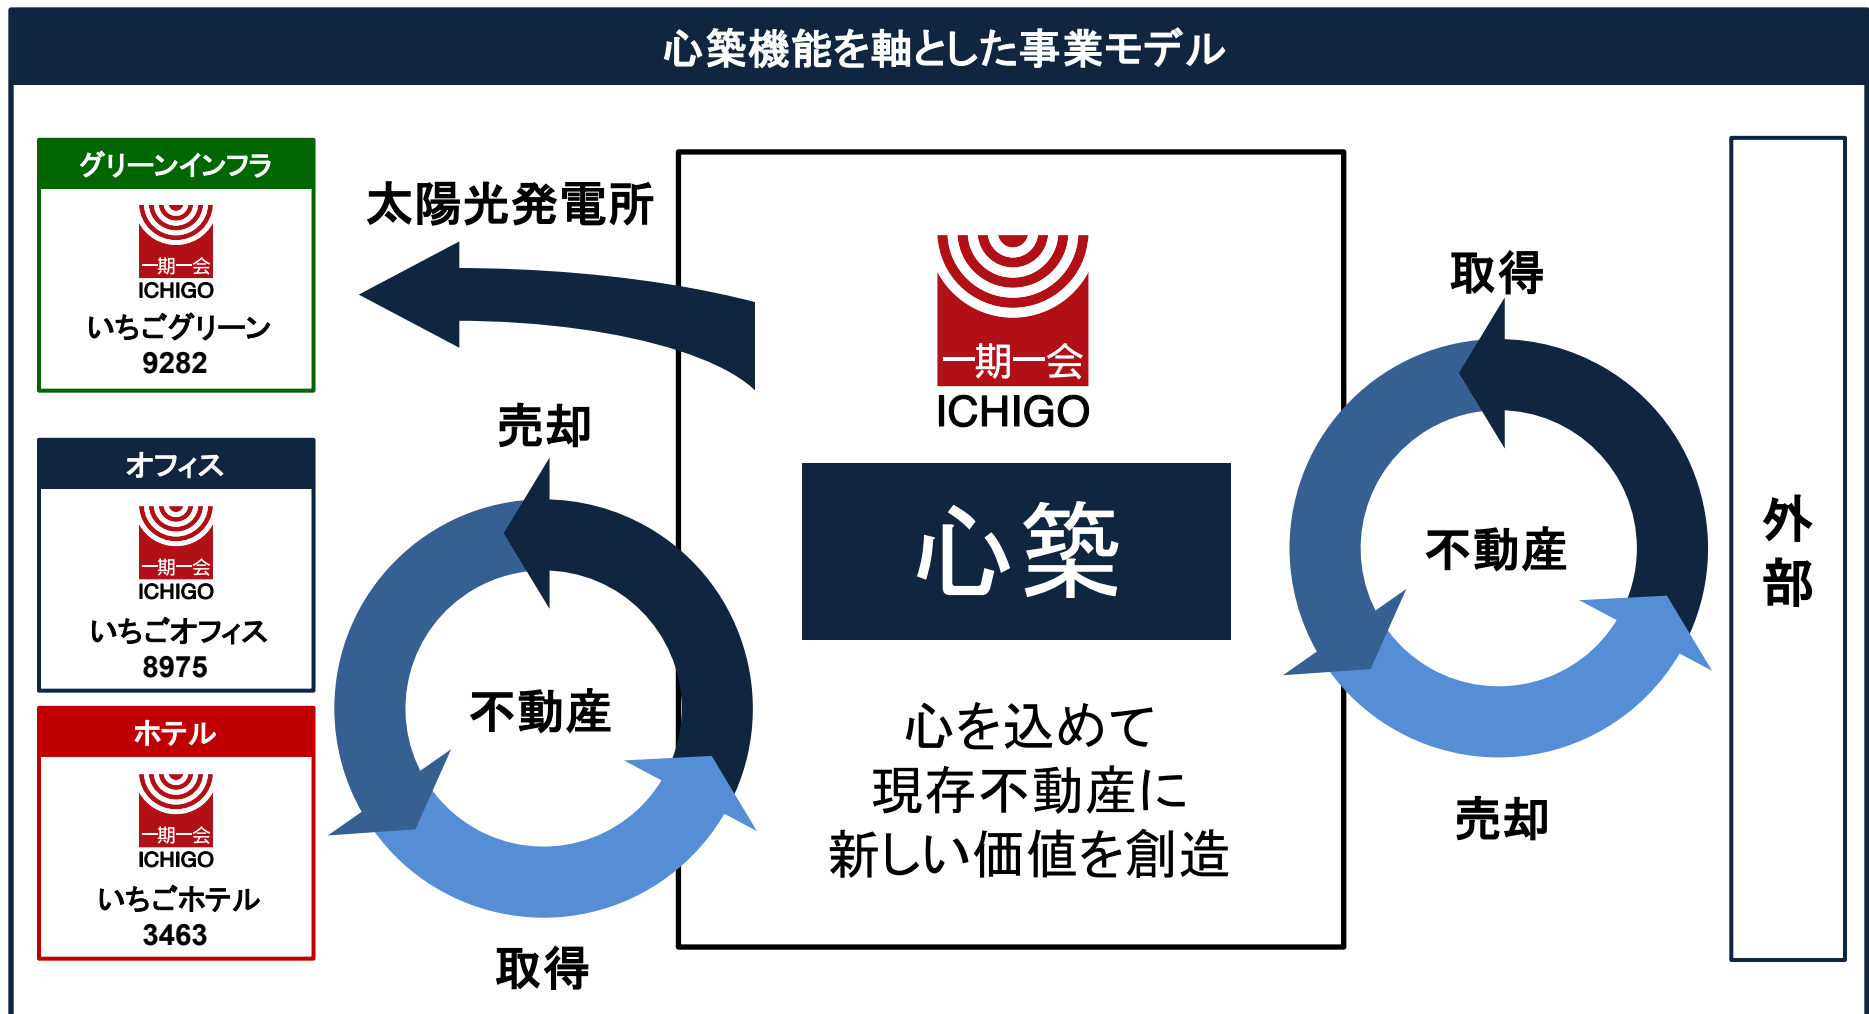 心築機能を軸とした事業モデル
グリーンインフラ
一期一会
ICHIGO
いちごグリーン
9282
オフィス
一期一会
ICHIGO
いちごオフィス
8975
ホテル
一期一会
ICHIGO
いちごホテル
3463
太陽光発電所
売却
不動産
取得
一期一会
ICHIGO
心築
心を込めて
現存不動産に
新しい価値を創造
取得
不動産
売却
外部